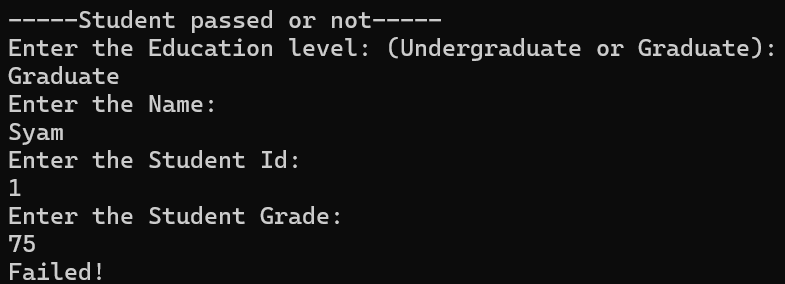 -----Student passed or not-----
Enter the Education level: (Undergraduate or Graduate):
Graduate
Enter the Name:
Syam
Enter the Student Id:
1
Enter the Student Grade:
75
Failed!